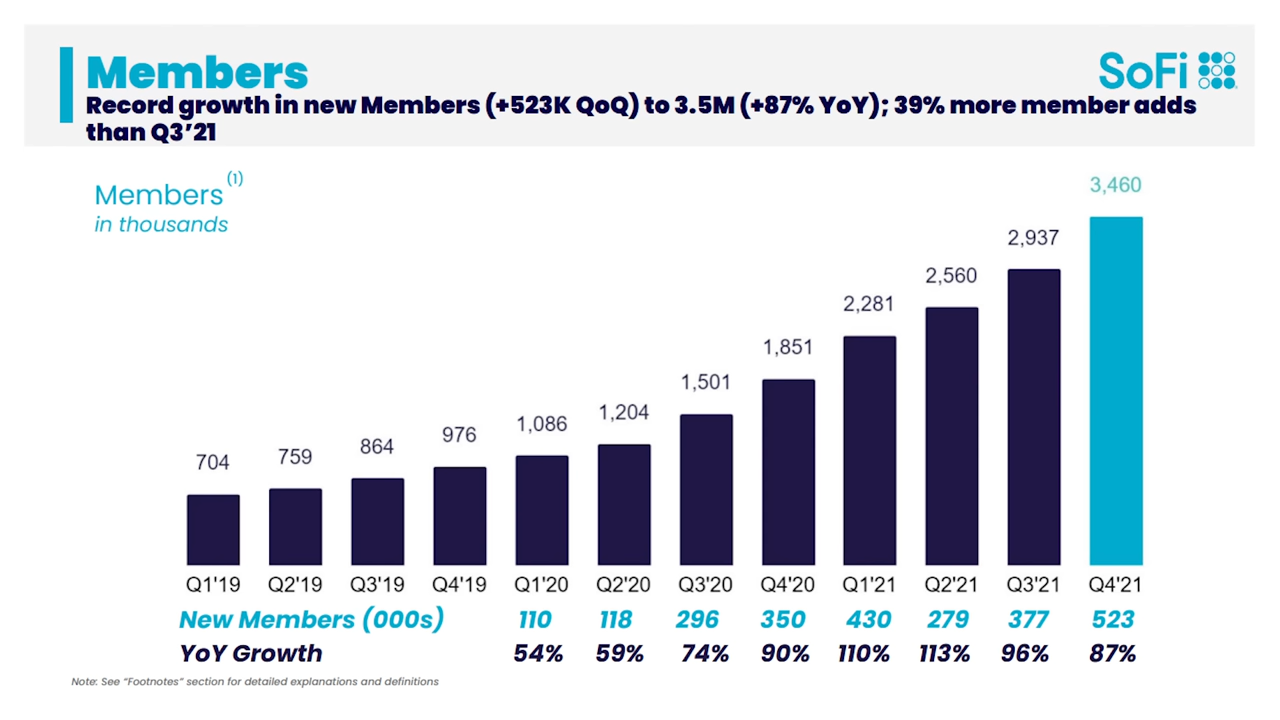 Members
SoFi
Record growth in new Members (+523K QoQ) to 3.5M (+87% YoY); 39% more member adds
than Q3’21
Members (1)
in thousands
704
759
864
976
1,086
1,204
1,501
1,851
2,281
2,560
2,937
3,460
Q1'19 Q2'19 Q3'19 Q4'19 Q1'20 Q2'20 Q3'20 Q4'20 Q1'21 Q2'21 Q3'21 Q4'21
New Members (000s) 110 118 296 350 430 279 377 523
YoY Growth 54% 59% 74% 90% 110% 113% 96% 87%
Note: See “Footnotes” section for detailed explanations and definitions